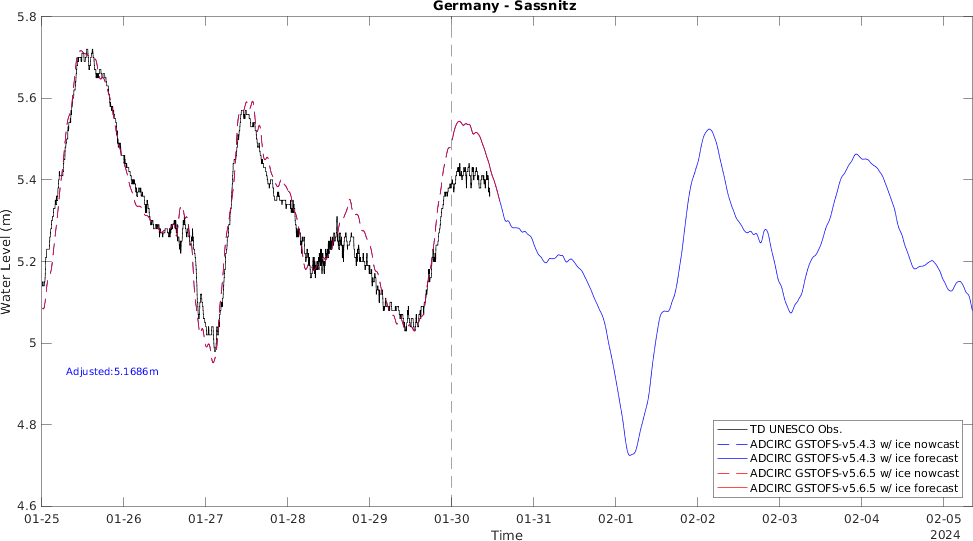 Germany - Sassnitz
5.8
5.6
5.4
5.2
5
4.8
4.6
Water Level (m)
Adjusted:5.1686m
TD UNESCO Obs.
ADCIRC GSTOFS-v5.4.3 w/ ice nowcast
ADCIRC GSTOFS-v5.4.3 w/ ice forecast
ADCIRC GSTOFS-v5.6.5 w/ ice nowcast
ADCIRC GSTOFS-v5.6.5 w/ ice forecast
01-25 01-26 01-27 01-28 01-29 01-30 01-31 02-01 02-02 02-03 02-04 02-05
Time
2024